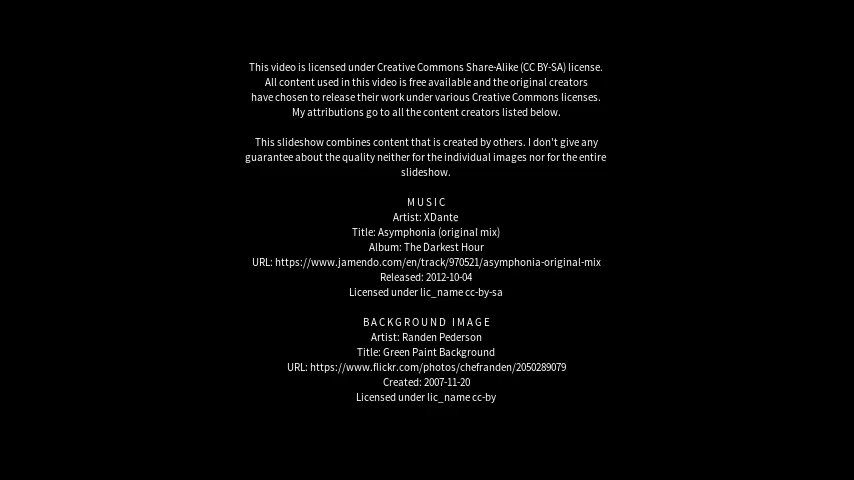 This video is licensed under Creative Commons Share-Alike (CC BY-SA) license.
All content used in this video is free available and the original creators
have chosen to release their work under various Creative Commons licenses.
My attributions go to all the content creators listed below.
This slideshow combines content that is created by others. I don't give any
guarantee about the quality neither for the individual images nor for the entire
slideshow.
MUSIC
Artist: XDante
Title: Asymphonia (original mix)
Album: The Darkest Hour
URL: https://www.jamendo.com/en/track/970521/asymphonia-original-mix
Released: 2012-10-04
Licensed under lic_name cc-by-sa
BACKGROUND IMAGE
Artist: Randen Pederson
Title: Green Paint Background
URL: https://www.flickr.com/photos/chefranden/2050289079
Created: 2007-11-20
Licensed under lic_name cc-by